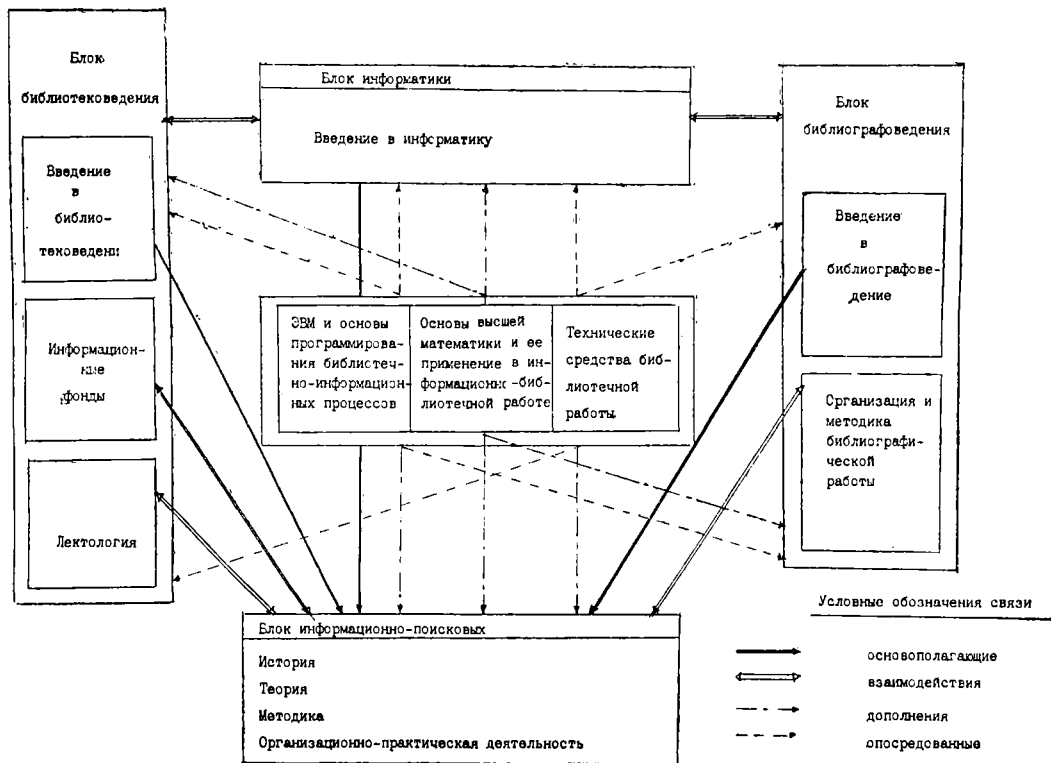 Блок
библиотековедения
Введение
в
библио-
тековедени
Информацион-
ные
фонды
Лектология
Блок информатики
Введение в информатику
ЭВМ и основы
программирова-
ния библистеч-
но-информацион-
ных процессов
Основы высшей
математики и ее
применение в ин-
формационх -биб-
лиотечной работе
Технические
средства биб-
лиотечной
работы
Блок
библиографоведения
Введение
в
библиографове-
дение
Организация и
методика
библиографи-
ческой
работы
Блок информационно-поисковых
История
Теория
Методика
Организационно-практическая деятельность
Условные обозначения связи
основополагающие
взаимодействия
дополнения
опосредованные